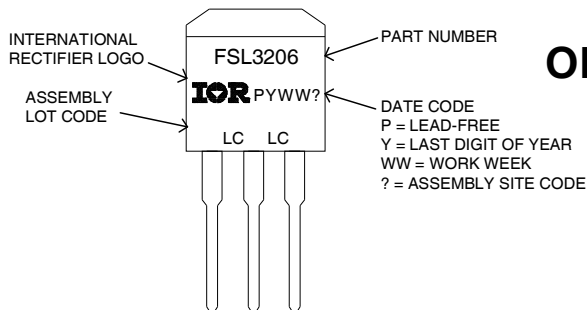 INTERNATIONAL
RECTIFIER LOGO
ASSEMBLY
LOT CODE
FSL3206
IOR PYWW?
LC LC
PART NUMBER
DATE CODE
P = LEAD-FREE
Y = LAST DIGIT OF YEAR
WW = WORK WEEK
? = ASSEMBLY SITE CODE